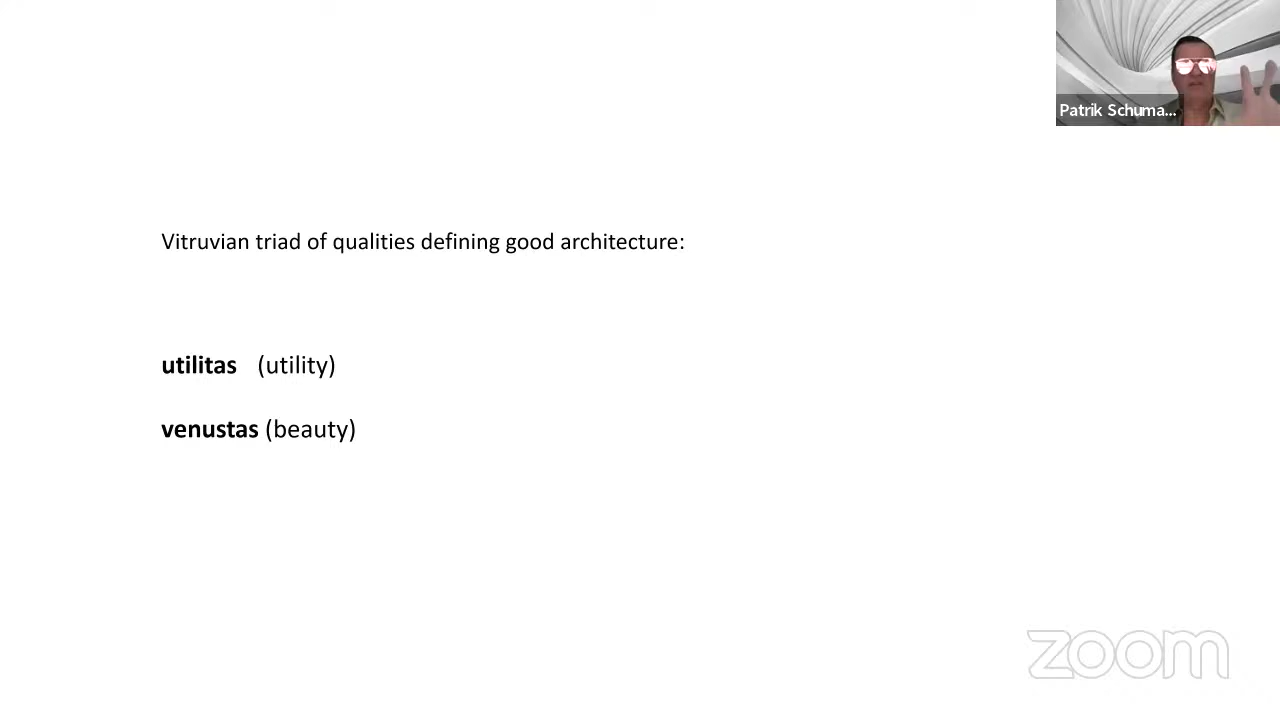 Patrik Schuma...
Vitruvian triad of qualities defining good architecture:
utilitas (utility)
venustas (beauty)
zoom